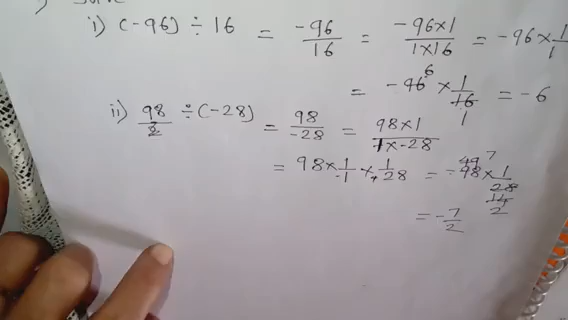 i) (-96) ÷ 16 = -96/16 = -96×1/1×16 = -96 × 1/1
= -96 6 × 1/16 1 = -6
ii) 98/2 ÷ (-28) = 98/-28 = 98×1/1×-28
= 98 × 1/-1 × 1/28 = -98 49 7 × 1/28 14 2
= -7/2